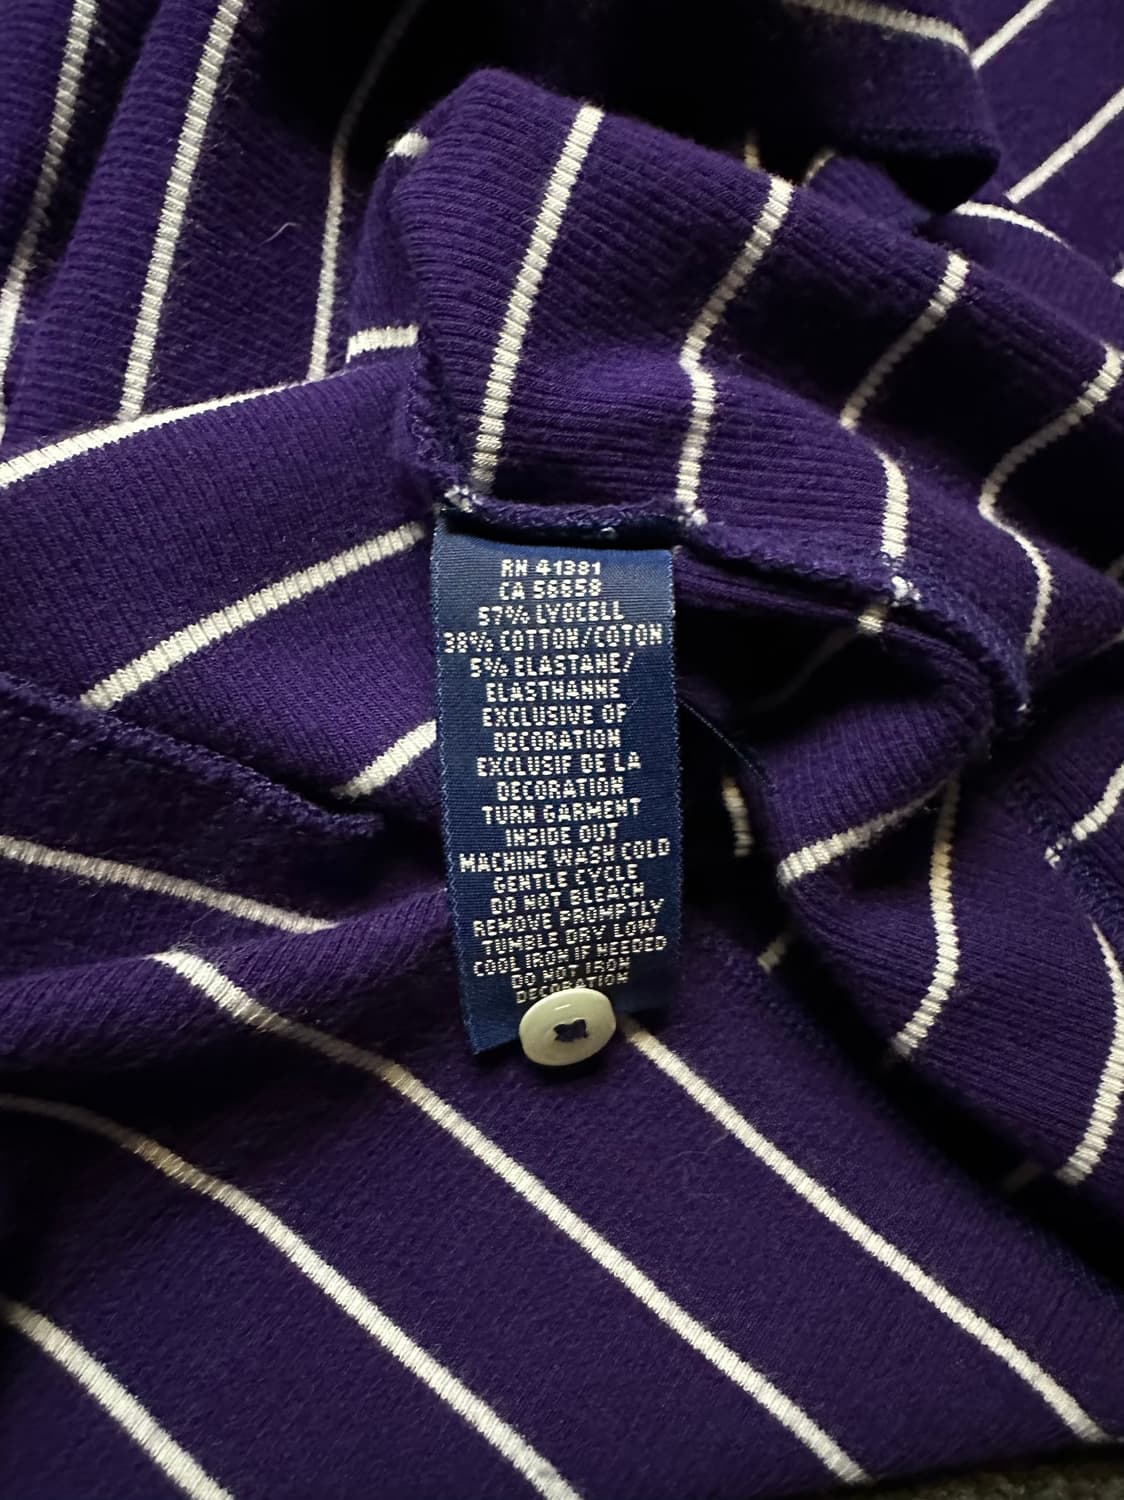 RN 41381
CA 56658
57% LYOCELL
38% COTTON/COTON
5% ELASTANE/
ELASTHANNE
EXCLUSIVE OF
DECORATION
EXCLUSIF DE LA
DECORATION
TURN GARMENT
INSIDE OUT
MACHINE WASH COLD
GENTLE CYCLE
DO NOT BLEACH
REMOVE PROMPTLY
TUMBLE DRY LOW
COOL IRON IF NEEDED
DO NOT IRON
DECORATION